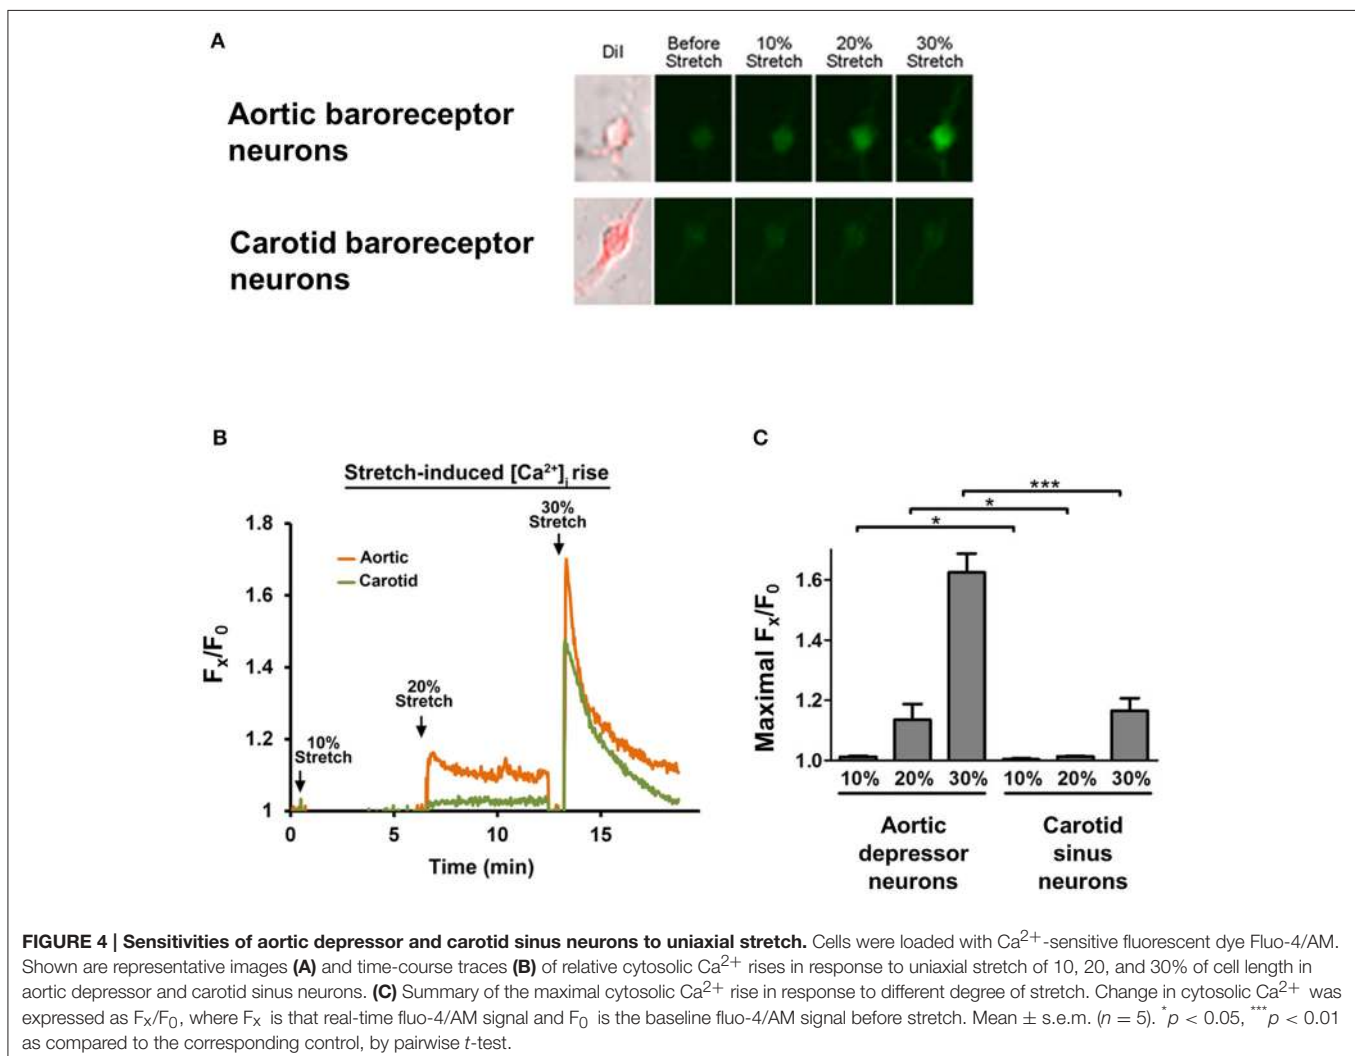 A
DiI
Before Stretch
10% Stretch
20% Stretch
30% Stretch
Aortic baroreceptor
neurons
Carotid baroreceptor
neurons
B
Stretch-induced [Ca²⁺]ᵢ rise
1.8
1.6
1.4
1.2
1
Fₓ/F₀
Aortic
Carotid
10%
Stretch
20%
Stretch
30%
Stretch
0
5
10
15
Time (min)
C
*
*
***
1.6
1.4
1.2
1.0
Maximal Fₓ/F₀
10% 20% 30% 10% 20% 30%
Aortic
depressor
neurons
Carotid
sinus
neurons
FIGURE 4 | Sensitivities of aortic depressor and carotid sinus neurons to uniaxial stretch. Cells were loaded with Ca²⁺-sensitive fluorescent dye Fluo-4/AM.
Shown are representative images (A) and time-course traces (B) of relative cytosolic Ca²⁺ rises in response to uniaxial stretch of 10, 20, and 30% of cell length in
aortic depressor and carotid sinus neurons. (C) Summary of the maximal cytosolic Ca²⁺ rise in response to different degree of stretch. Change in cytosolic Ca²⁺ was
expressed as Fₓ/F₀, where Fₓ is that real-time fluo-4/AM signal and F₀ is the baseline fluo-4/AM signal before stretch. Mean ± s.e.m. (n = 5). *p < 0.05, ***p < 0.01
as compared to the corresponding control, by pairwise t-test.